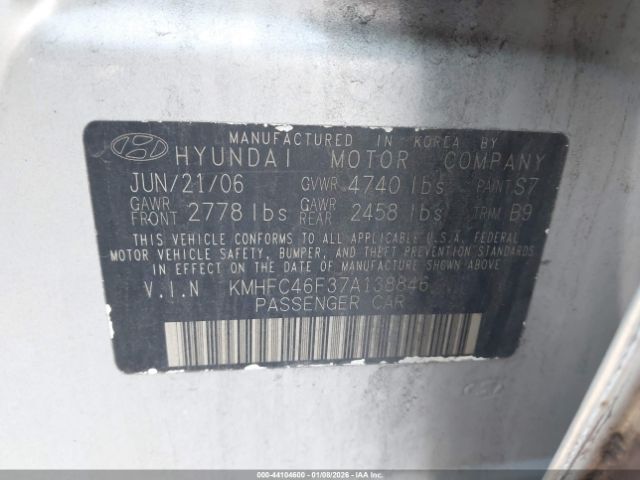 MANUFACTURED IN KOREA BY
HYUNDAI MOTOR COMPANY
JUN/21/06 GVWR 4740 lbs PAINT S7
GAWR FRONT 2778 lbs GAWR REAR 2458 lbs TRIM B9
THIS VEHICLE CONFORMS TO ALL APPLICABLE U.S.A. FEDERAL
MOTOR VEHICLE SAFETY, BUMPER, AND THEFT PREVENTION STANDARDS
IN EFFECT ON THE DATE OF MANUFACTURE SHOWN ABOVE
V.I.N KMHFC46F37A138846
PASSENGER CAR
000-44104600 - 01/08/2026 - IAAI.COM